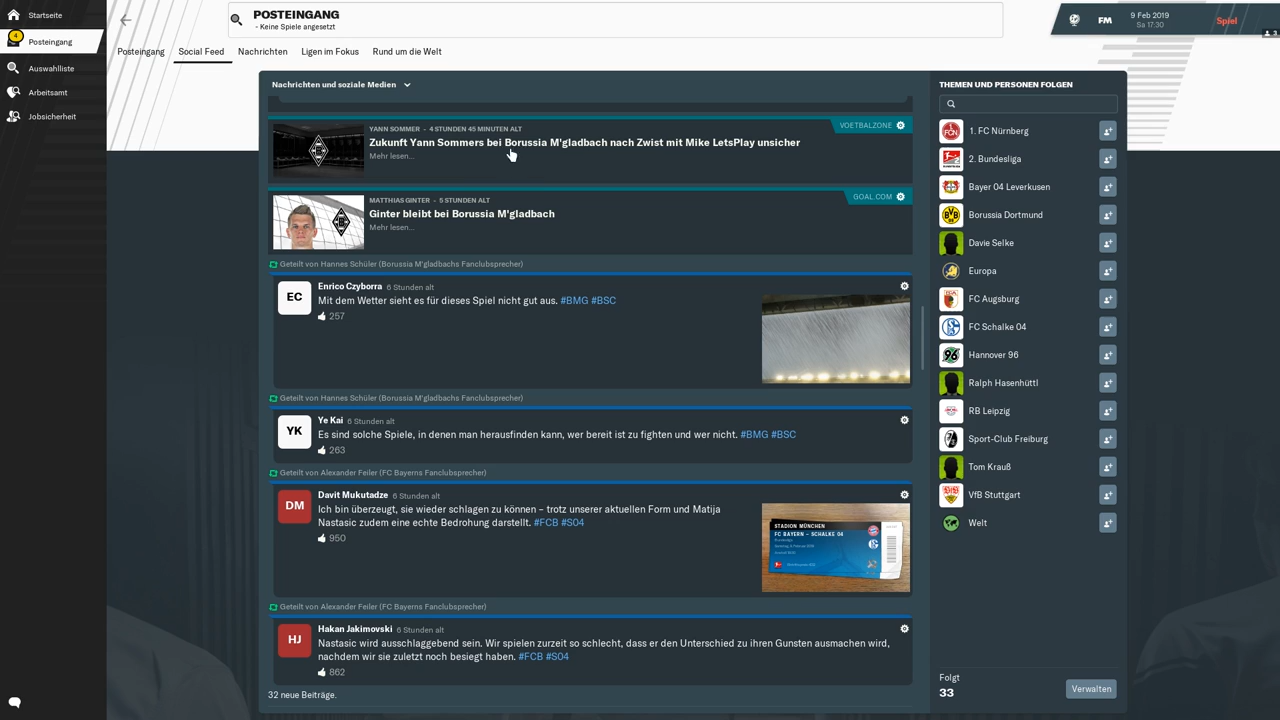 Startseite
4
Posteingang
Auswahlliste
Arbeitsamt
Jobsicherheit
POSTEINGANG
- Keine Spiele angesetzt
FM
9 Feb 2019
Sa 17.30
Spiel
3
Posteingang
Social Feed
Nachrichten
Ligen im Fokus
Rund um die Welt
Nachrichten und soziale Medien
VOETBALZONE
YANN SOMMER - 4 STUNDEN 45 MINUTEN ALT
Zukunft Yann Sommers bei Borussia M'gladbach nach Zwist mit Mike LetsPlay unsicher
Mehr lesen...
GOAL.COM
MATTHIAS GINTER - 5 STUNDEN ALT
Ginter bleibt bei Borussia M'gladbach
Mehr lesen...
Geteilt von Hannes Schüler (Borussia M'gladbachs Fanclubsprecher)
EC
Enrico Czyborra 6 Stunden alt
Mit dem Wetter sieht es für dieses Spiel nicht gut aus. #BMG #BSC
257
Geteilt von Hannes Schüler (Borussia M'gladbachs Fanclubsprecher)
YK
Ye Kai 6 Stunden alt
Es sind solche Spiele, in denen man herausfinden kann, wer bereit ist zu fighten und wer nicht. #BMG #BSC
263
Geteilt von Alexander Feiler (FC Bayerns Fanclubsprecher)
DM
Davit Mukutadze 6 Stunden alt
Ich bin überzeugt, sie wieder schlagen zu können – trotz unserer aktuellen Form und Matija
Nastasic zudem eine echte Bedrohung darstellt. #FCB #S04
950
STADION MÜNCHEN
FC BAYERN – SCHALKE 04
Geteilt von Alexander Feiler (FC Bayerns Fanclubsprecher)
HJ
Hakan Jakimovski 6 Stunden alt
Nastasic wird ausschlaggebend sein. Wir spielen zurzeit so schlecht, dass er den Unterschied zu ihren Gunsten ausmachen wird,
nachdem wir sie zuletzt noch besiegt haben. #FCB #S04
862
32 neue Beiträge.
THEMEN UND PERSONEN FOLGEN
1. FC Nürnberg
2. Bundesliga
Bayer 04 Leverkusen
Borussia Dortmund
Davie Selke
Europa
FC Augsburg
FC Schalke 04
Hannover 96
Ralph Hasenhüttl
RB Leipzig
Sport-Club Freiburg
Tom Krauß
VfB Stuttgart
Welt
Folgt
33
Verwalten